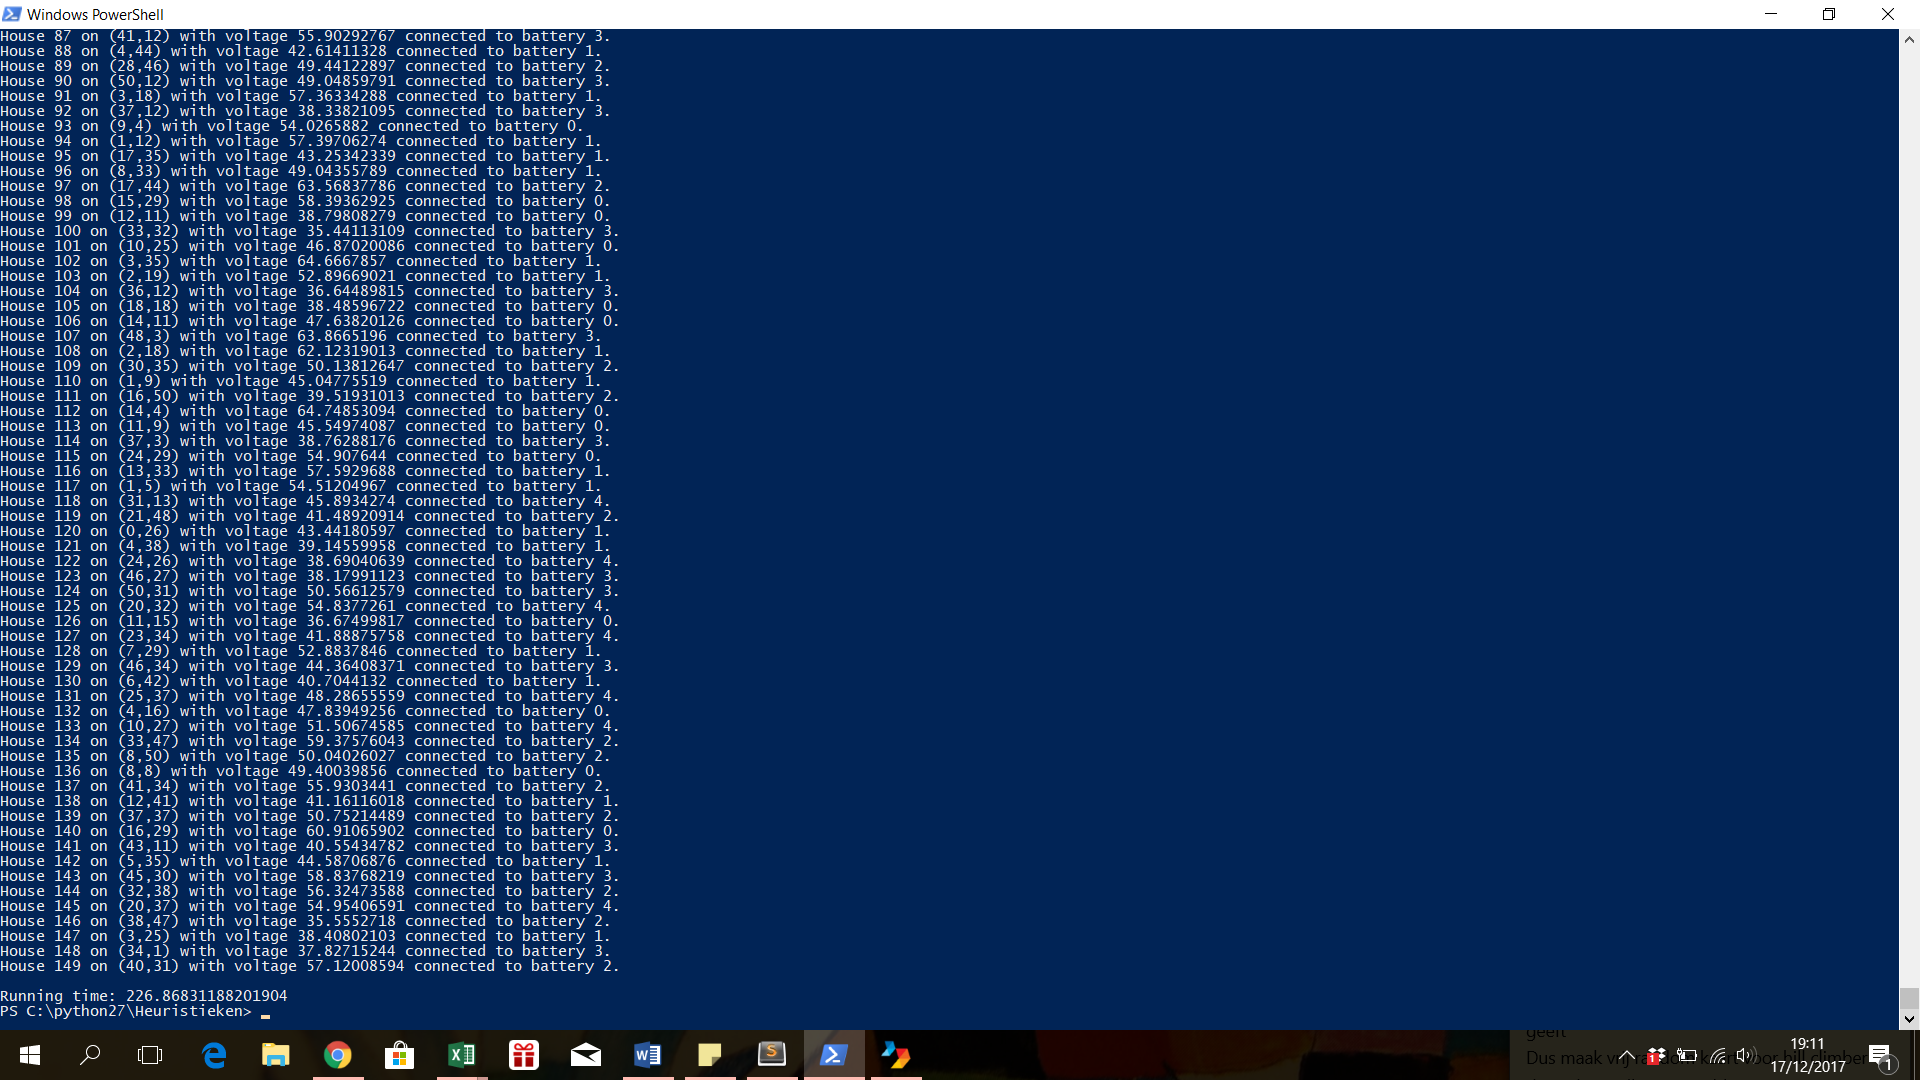 Windows PowerShell
House 87 on (41,12) with voltage 55.90292767 connected to battery 3.
House 88 on (4,44) with voltage 42.61411328 connected to battery 1.
House 89 on (28,46) with voltage 49.44122897 connected to battery 2.
House 90 on (50,12) with voltage 49.04859791 connected to battery 3.
House 91 on (3,18) with voltage 57.36334288 connected to battery 1.
House 92 on (37,12) with voltage 38.33821095 connected to battery 3.
House 93 on (9,4) with voltage 54.0265882 connected to battery 0.
House 94 on (1,12) with voltage 57.39706274 connected to battery 1.
House 95 on (17,35) with voltage 43.25342339 connected to battery 1.
House 96 on (8,33) with voltage 49.04355789 connected to battery 1.
House 97 on (17,44) with voltage 63.56837786 connected to battery 2.
House 98 on (15,29) with voltage 58.39362925 connected to battery 0.
House 99 on (12,11) with voltage 38.79808279 connected to battery 0.
House 100 on (33,32) with voltage 35.44113109 connected to battery 3.
House 101 on (10,25) with voltage 46.87020086 connected to battery 0.
House 102 on (3,35) with voltage 64.6667857 connected to battery 1.
House 103 on (2,19) with voltage 52.89669021 connected to battery 1.
House 104 on (36,12) with voltage 36.64489815 connected to battery 3.
House 105 on (18,18) with voltage 38.48596722 connected to battery 0.
House 106 on (14,11) with voltage 47.63820126 connected to battery 0.
House 107 on (48,3) with voltage 63.8665196 connected to battery 3.
House 108 on (2,18) with voltage 62.12319013 connected to battery 1.
House 109 on (30,35) with voltage 50.13812647 connected to battery 2.
House 110 on (1,9) with voltage 45.04775519 connected to battery 1.
House 111 on (16,50) with voltage 39.51931013 connected to battery 2.
House 112 on (14,4) with voltage 64.74853094 connected to battery 0.
House 113 on (11,9) with voltage 45.54974087 connected to battery 0.
House 114 on (37,3) with voltage 38.76288176 connected to battery 3.
House 115 on (24,29) with voltage 54.907644 connected to battery 0.
House 116 on (13,33) with voltage 57.5929688 connected to battery 1.
House 117 on (1,5) with voltage 54.51204967 connected to battery 1.
House 118 on (31,13) with voltage 45.8934274 connected to battery 4.
House 119 on (21,48) with voltage 41.48920914 connected to battery 2.
House 120 on (0,26) with voltage 43.44180597 connected to battery 1.
House 121 on (4,38) with voltage 39.14559958 connected to battery 1.
House 122 on (24,26) with voltage 38.69040639 connected to battery 4.
House 123 on (46,27) with voltage 38.17991123 connected to battery 3.
House 124 on (50,31) with voltage 50.56612579 connected to battery 3.
House 125 on (20,32) with voltage 54.8377261 connected to battery 4.
House 126 on (11,15) with voltage 36.67499817 connected to battery 0.
House 127 on (23,34) with voltage 41.88875758 connected to battery 4.
House 128 on (7,29) with voltage 52.8837846 connected to battery 1.
House 129 on (46,34) with voltage 44.36408371 connected to battery 3.
House 130 on (6,42) with voltage 40.7044132 connected to battery 1.
House 131 on (25,37) with voltage 48.28655559 connected to battery 4.
House 132 on (4,16) with voltage 47.83949256 connected to battery 0.
House 133 on (10,27) with voltage 51.50674585 connected to battery 4.
House 134 on (33,47) with voltage 59.37576043 connected to battery 2.
House 135 on (8,50) with voltage 50.04026027 connected to battery 2.
House 136 on (8,8) with voltage 49.40039856 connected to battery 0.
House 137 on (41,34) with voltage 55.9303441 connected to battery 2.
House 138 on (12,41) with voltage 41.16116018 connected to battery 1.
House 139 on (37,37) with voltage 50.75214489 connected to battery 2.
House 140 on (16,29) with voltage 60.91065902 connected to battery 0.
House 141 on (43,11) with voltage 40.55434782 connected to battery 3.
House 142 on (5,35) with voltage 44.58706876 connected to battery 1.
House 143 on (45,30) with voltage 58.83768219 connected to battery 3.
House 144 on (32,38) with voltage 56.32473588 connected to battery 2.
House 145 on (20,37) with voltage 54.95406591 connected to battery 4.
House 146 on (38,47) with voltage 35.5552718 connected to battery 2.
House 147 on (3,25) with voltage 38.40802103 connected to battery 1.
House 148 on (34,1) with voltage 37.82715244 connected to battery 3.
House 149 on (40,31) with voltage 57.12008594 connected to battery 2.
Running time: 226.86831188201904
PS C:\python27\Heuristieken>
geeft
Dus maak vrij hill climber
19:11
17/12/2017
1